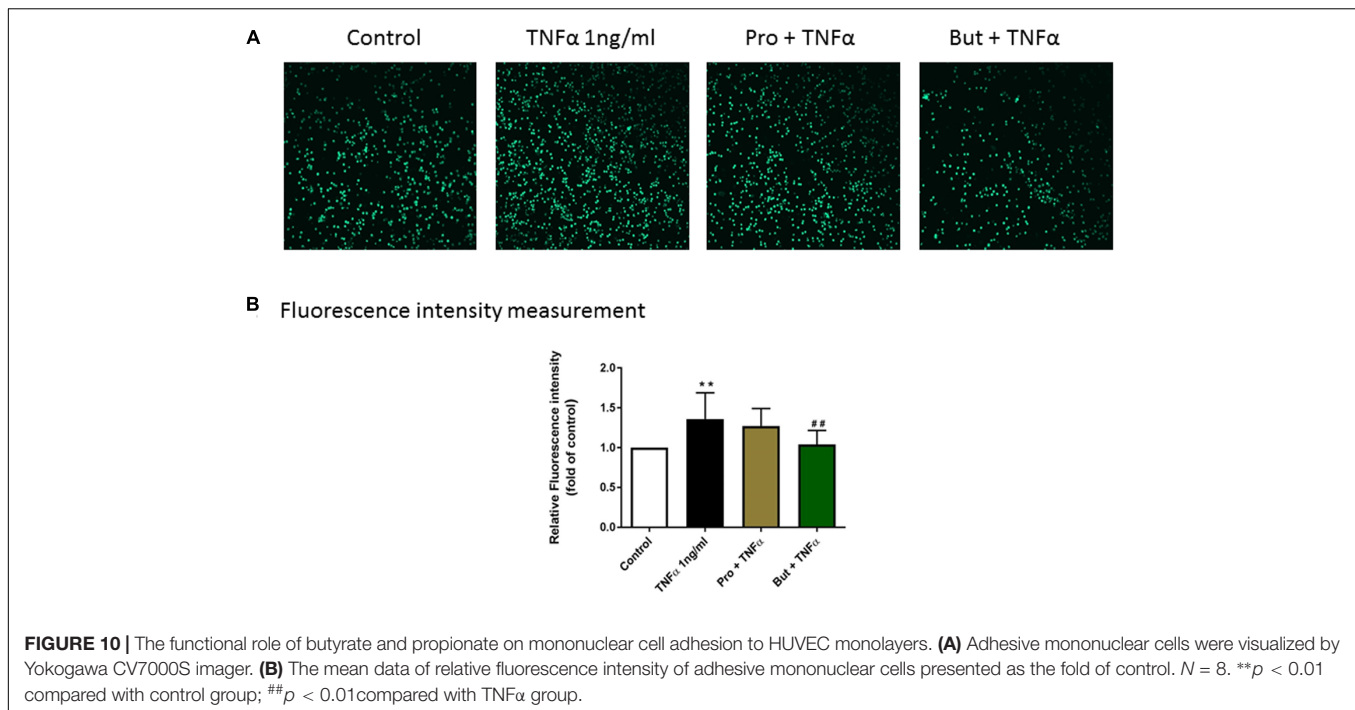 A
Control
TNFα 1ng/ml
Pro + TNFα
But + TNFα
B Fluorescence intensity measurement
Relative Fluorescence intensity
(fold of control)
2.0
1.5
1.0
0.5
0.0
**
##
Control
TNFα 1ng/ml
Pro + TNFα
But + TNFα
FIGURE 10 | The functional role of butyrate and propionate on mononuclear cell adhesion to HUVEC monolayers. (A) Adhesive mononuclear cells were visualized by
Yokogawa CV7000S imager. (B) The mean data of relative fluorescence intensity of adhesive mononuclear cells presented as the fold of control. N = 8. **p < 0.01
compared with control group; ##p < 0.01compared with TNFα group.